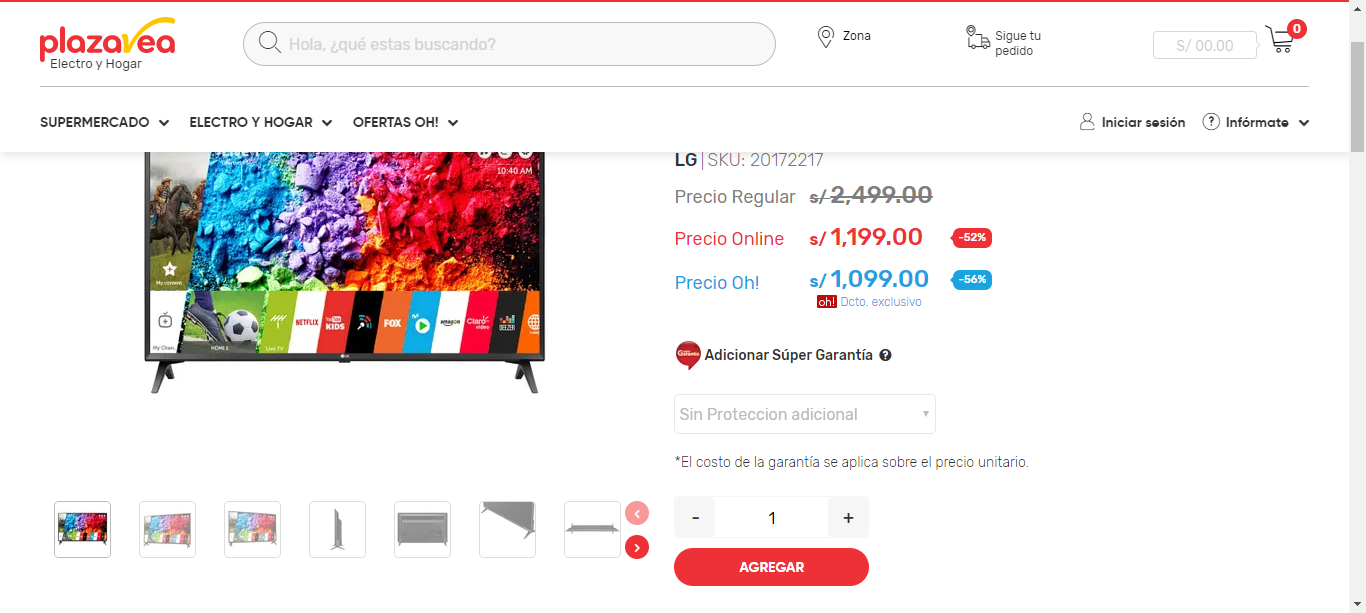 plazavea
Electro y Hogar
Hola, ¿qué estas buscando?
Zona
Sigue tu
pedido
S/ 00.00
0
SUPERMERCADO
ELECTRO Y HOGAR
OFERTAS OH!
Iniciar sesión
? Infórmate
10:40 AM
My content
My Chan.
HDMI 1
Live TV
NETFLIX
YouTube
KIDS
FOX
amazon
Claro
video
DEEZER
LG
LG | SKU: 20172217
Precio Regular s/ 2,499.00
Precio Online s/ 1,199.00 -52%
Precio Oh! s/ 1,099.00 -56%
oh! Dcto. exclusivo
Garantía
Adicionar Súper Garantía ?
Sin Proteccion adicional
*El costo de la garantía se aplica sobre el precio unitario.
- 1 +
AGREGAR